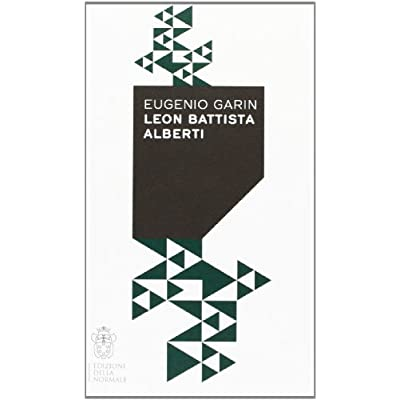 EUGENIO GARIN
LEON BATTISTA
ALBERTI
EDIZIONI
DELLA
NORMALE